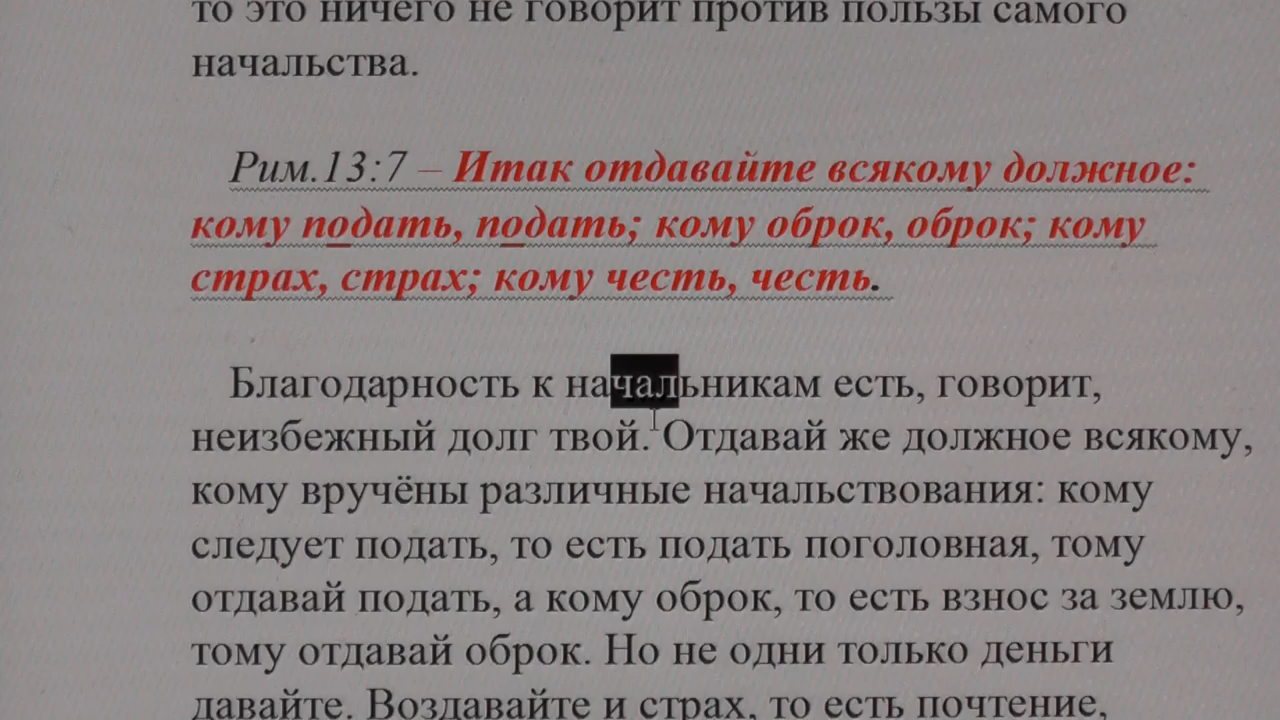 то это ничего не говорит против пользы самого
начальства.
Рим.13:7 – Итак отдавайте всякому должное:
кому подать, подать; кому оброк, оброк; кому
страх, страх; кому честь, честь.
Благодарность к начальникам есть, говорит,
неизбежный долг твой. Отдавай же должное всякому,
кому вручёны различные начальствования: кому
следует подать, то есть подать поголовная, тому
отдавай подать, а кому оброк, то есть взнос за землю,
тому отдавай оброк. Но не одни только деньги
давайте. Воздавайте и страх, то есть почтение,